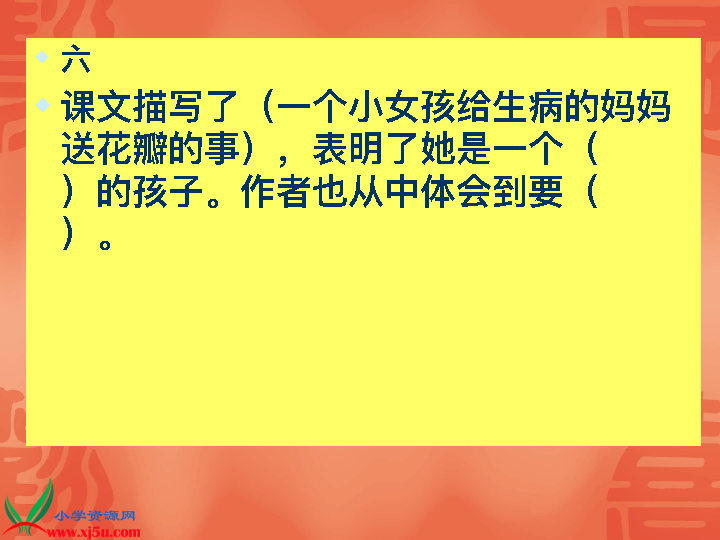 六
课文描写了（一个小女孩给生病的妈妈
送花瓣的事），表明了她是一个（
）的孩子。作者也从中体会到要（
）。
小学资源网
www.xj5u.com